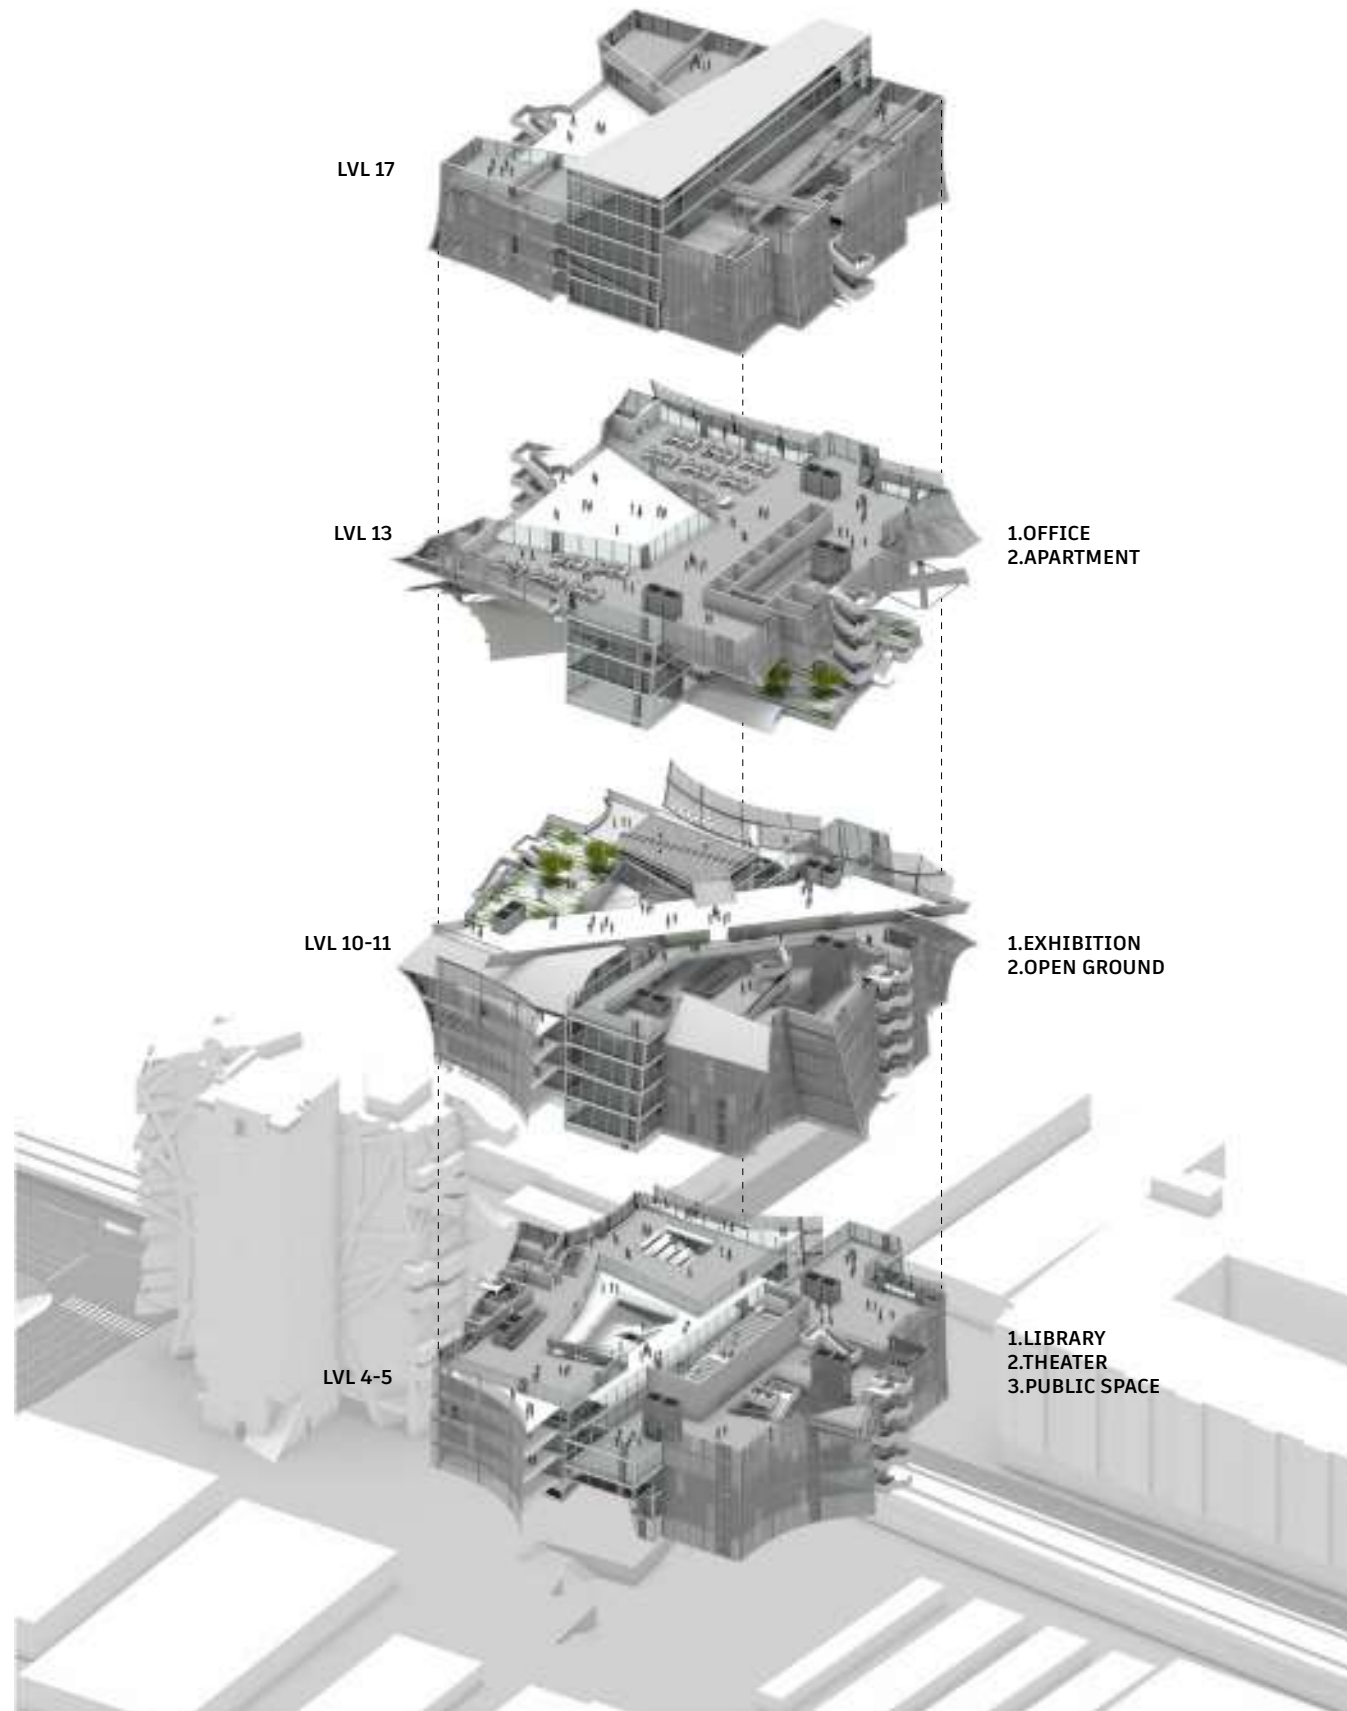 LVL 17
LVL 13
1.OFFICE
2.APARTMENT
LVL 10-11
1.EXHIBITION
2.OPEN GROUND
LVL 4-5
1.LIBRARY
2.THEATER
3.PUBLIC SPACE